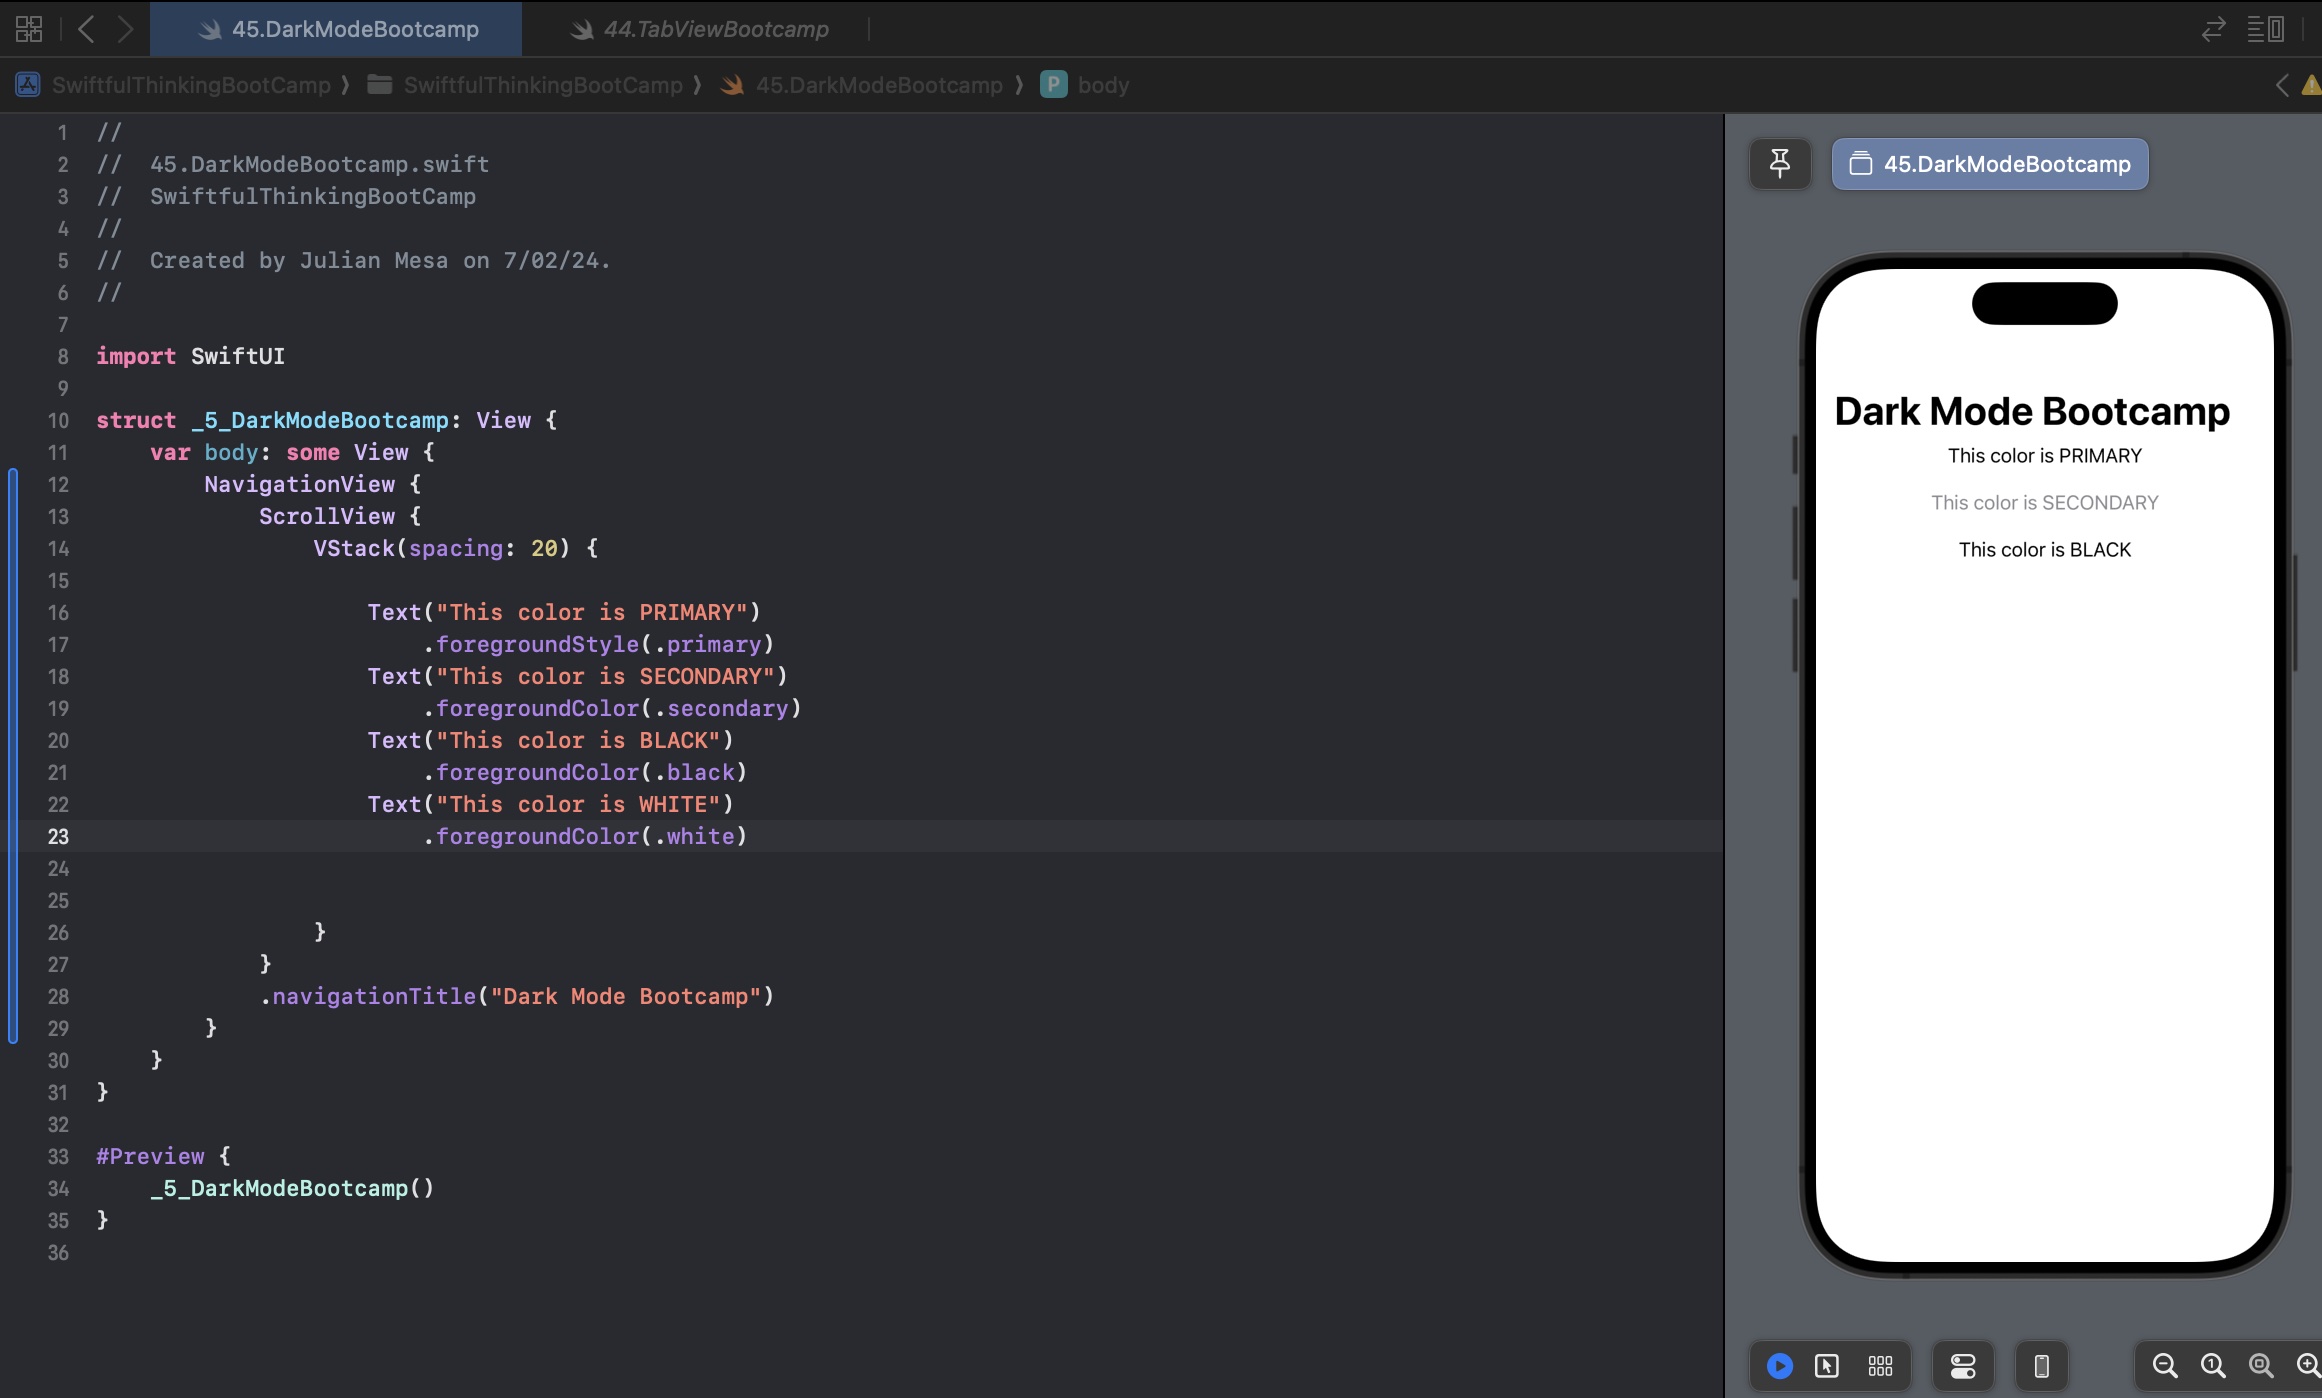 45.DarkModeBootcamp 44.TabViewBootcamp
SwiftfulThinkingBootCamp ⟩ SwiftfulThinkingBootCamp ⟩ 45.DarkModeBootcamp ⟩ P body
1 //
2 //  45.DarkModeBootcamp.swift
3 //  SwiftfulThinkingBootCamp
4 //
5 //  Created by Julian Mesa on 7/02/24.
6 //
7
8 import SwiftUI
9
10 struct _5_DarkModeBootcamp: View {
11     var body: some View {
12         NavigationView {
13             ScrollView {
14                 VStack(spacing: 20) {
15
16                     Text("This color is PRIMARY")
17                         .foregroundStyle(.primary)
18                     Text("This color is SECONDARY")
19                         .foregroundColor(.secondary)
20                     Text("This color is BLACK")
21                         .foregroundColor(.black)
22                     Text("This color is WHITE")
23                         .foregroundColor(.white)
24
25
26                 }
27             }
28             .navigationTitle("Dark Mode Bootcamp")
29         }
30     }
31 }
32
33 #Preview {
34     _5_DarkModeBootcamp()
35 }
36
45.DarkModeBootcamp
Dark Mode Bootcamp
This color is PRIMARY
This color is SECONDARY
This color is BLACK